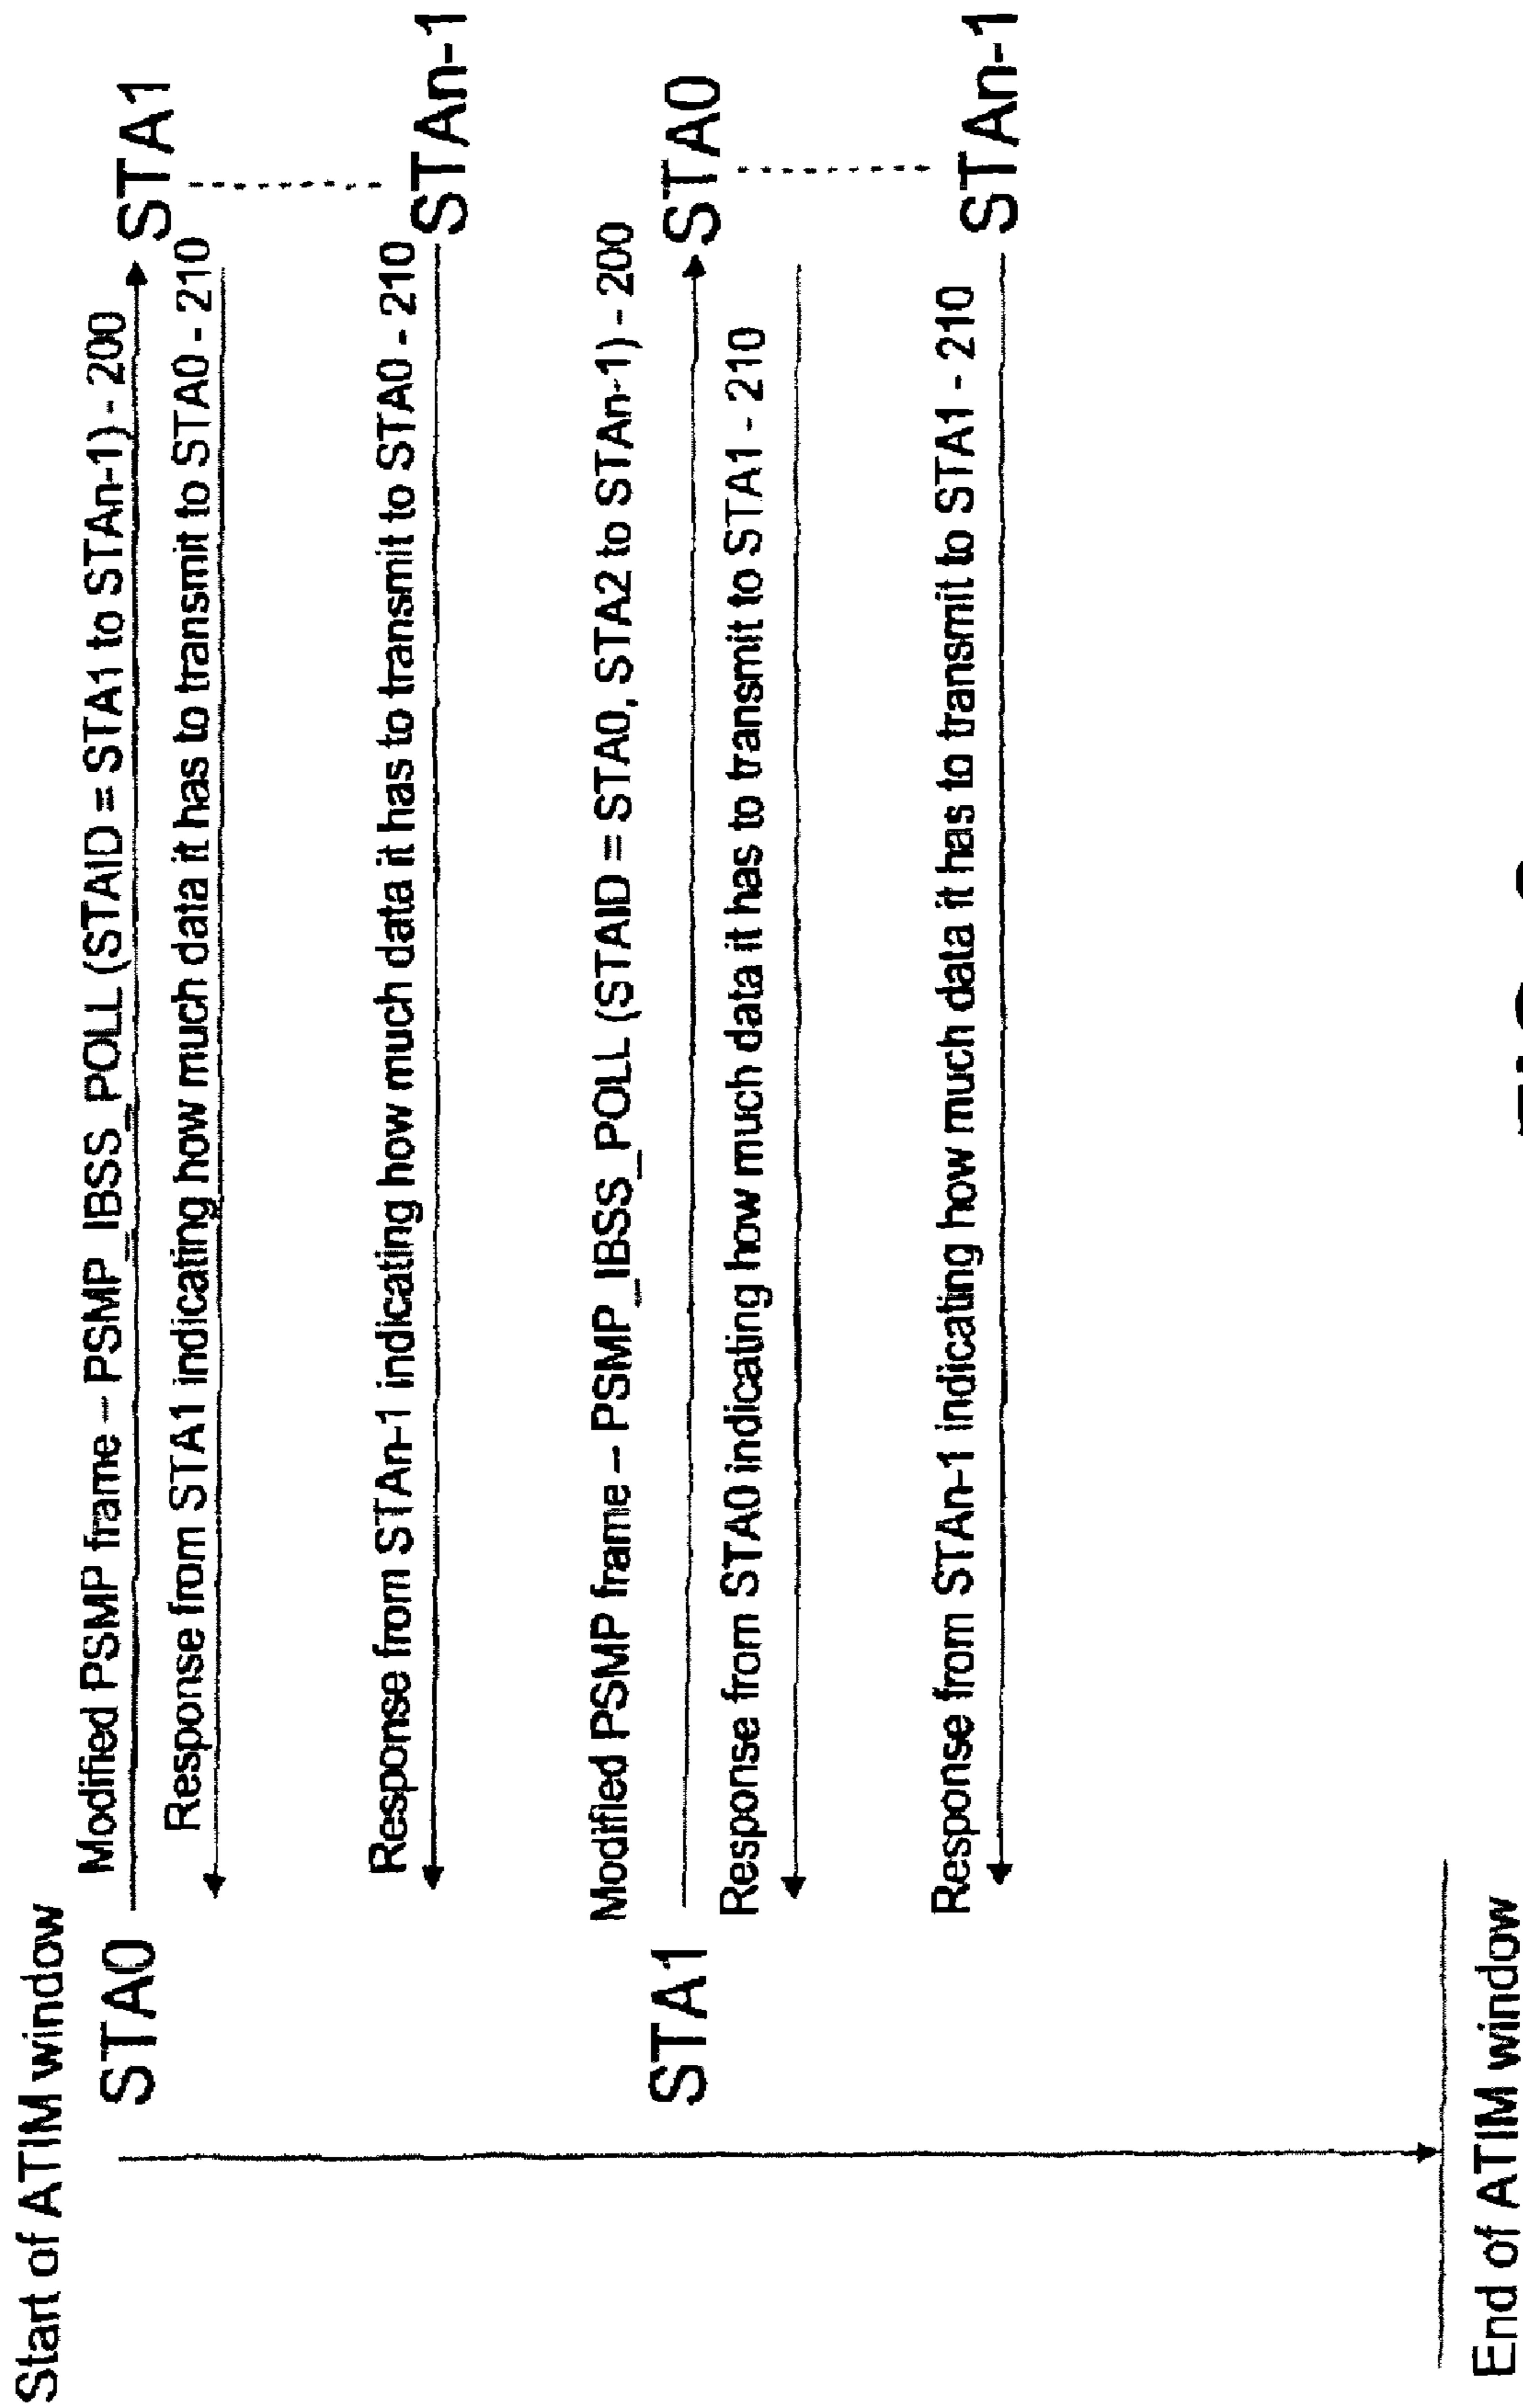 Start of ATIM window
Modified PSMP frame – PSMP_IBSS_POLL (STAID = STA1 to STAn-1) - 200
STA0
STA1
Response from STA1 indicating how much data it has to transmit to STA0 - 210
Response from STAn-1 indicating how much data it has to transmit to STA0 - 210
STAn-1
Modified PSMP frame – PSMP_IBSS_POLL (STAID = STA0, STA2 to STAn-1) - 200
STA1
STA0
Response from STA0 indicating how much data it has to transmit to STA1 - 210
Response from STAn-1 indicating how much data it has to transmit to STA1 - 210
STAn-1
End of ATIM window